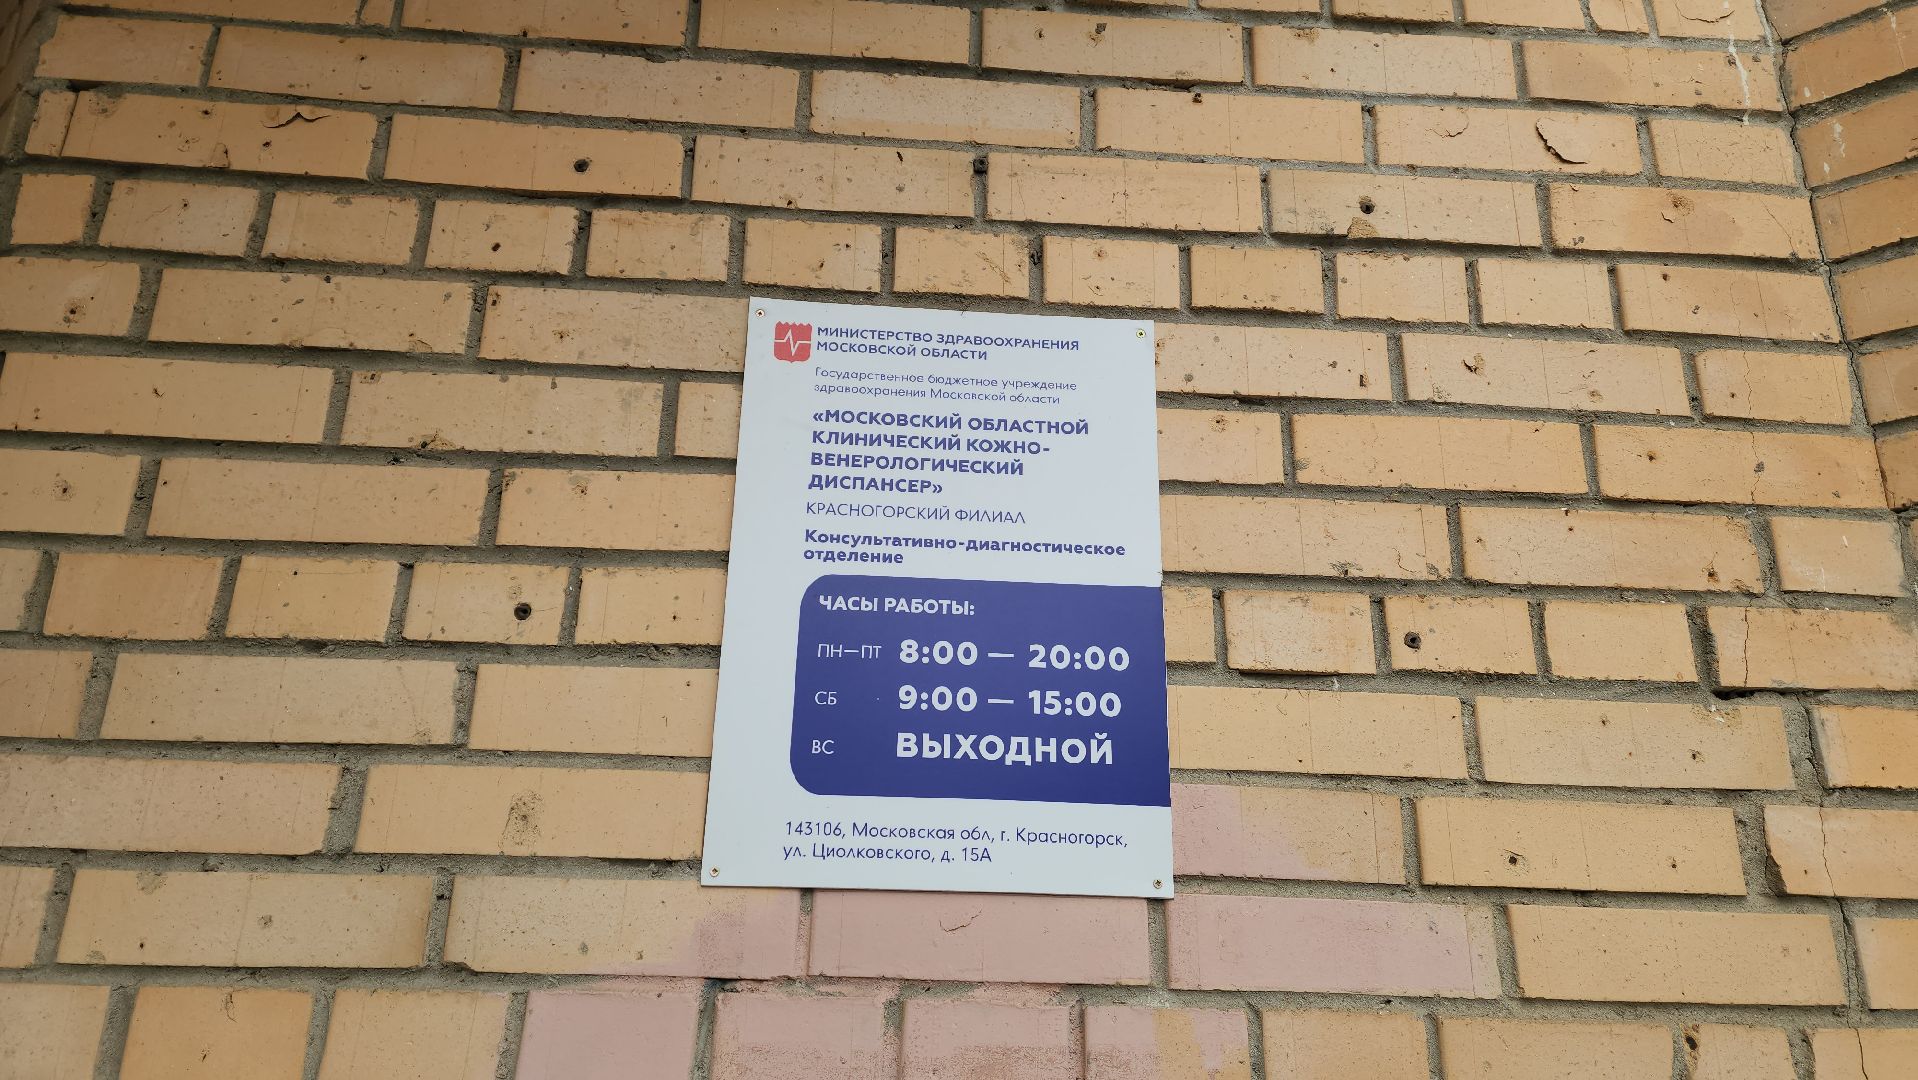 МИНИСТЕРСТВО ЗДРАВООХРАНЕНИЯ
МОСКОВСКОЙ ОБЛАСТИ
Государственное бюджетное учреждение
здравоохранения Московской области
«МОСКОВСКИЙ ОБЛАСТНОЙ
КЛИНИЧЕСКИЙ КОЖНО-
ВЕНЕРОЛОГИЧЕСКИЙ
ДИСПАНСЕР»
КРАСНОГОРСКИЙ ФИЛИАЛ
Консультативно-диагностическое
отделение
ЧАСЫ РАБОТЫ:
ПН—ПТ 8:00 — 20:00
СБ 9:00 — 15:00
ВС ВЫХОДНОЙ
143106, Московская обл, г. Красногорск,
ул. Циолковского, д. 15А